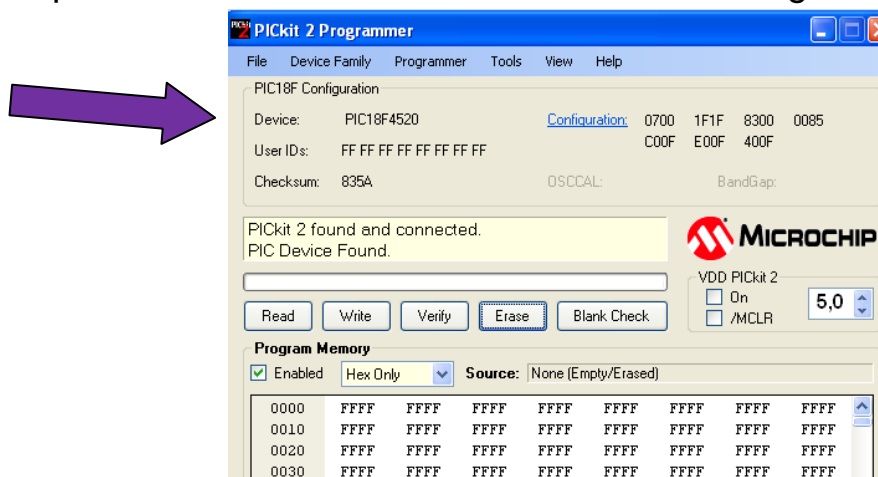 PICkit 2 Programmer
File Device Family Programmer Tools View Help
PIC18F Configuration
Device: PIC18F4520 Configuration: 0700 1F1F 8300 0085
C00F E00F 400F
User IDs: FF FF FF FF FF FF FF FF
Checksum: 835A OSCCAL: BandGap:
PICkit 2 found and connected.
PIC Device Found.
MICROCHIP
VDD PICkit 2
On
/MCLR
5,0
Read Write Verify Erase Blank Check
Program Memory
Enabled Hex Only Source: None (Empty/Erased)
0000 FFFF FFFF FFFF FFFF FFFF FFFF FFFF FFFF
0010 FFFF FFFF FFFF FFFF FFFF FFFF FFFF FFFF
0020 FFFF FFFF FFFF FFFF FFFF FFFF FFFF FFFF
0030 FFFF FFFF FFFF FFFF FFFF FFFF FFFF FFFF